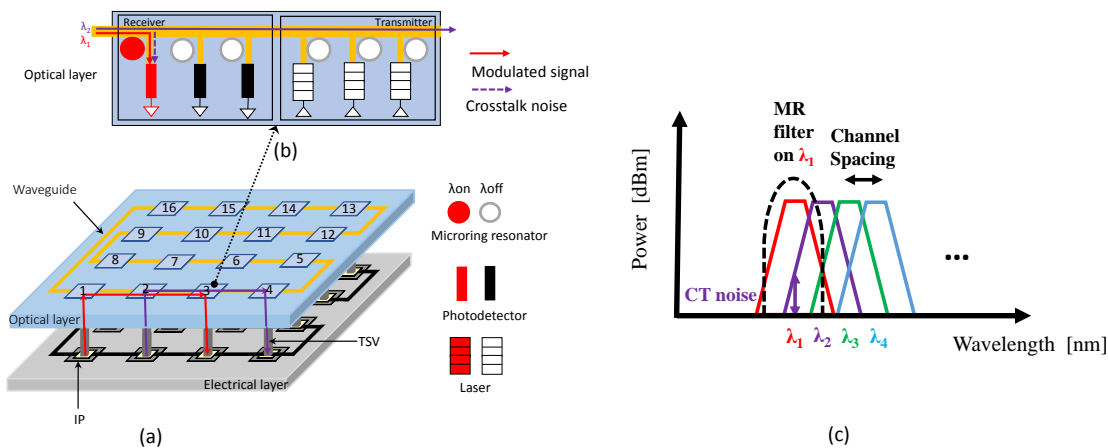 Receiver
Transmitter
λ2
λ1
Optical layer
Modulated signal
Crosstalk noise
(b)
Waveguide
16 15 14 13
9 10 11 12
8 7 6 5
1 2 3 4
Optical layer
TSV
Electrical layer
IP
(a)
λon λoff
Microring resonator
Photodetector
Laser
MR
filter
on λ1
Channel
Spacing
Power [dBm]
CT noise
...
λ1 λ2 λ3 λ4
Wavelength [nm]
(c)